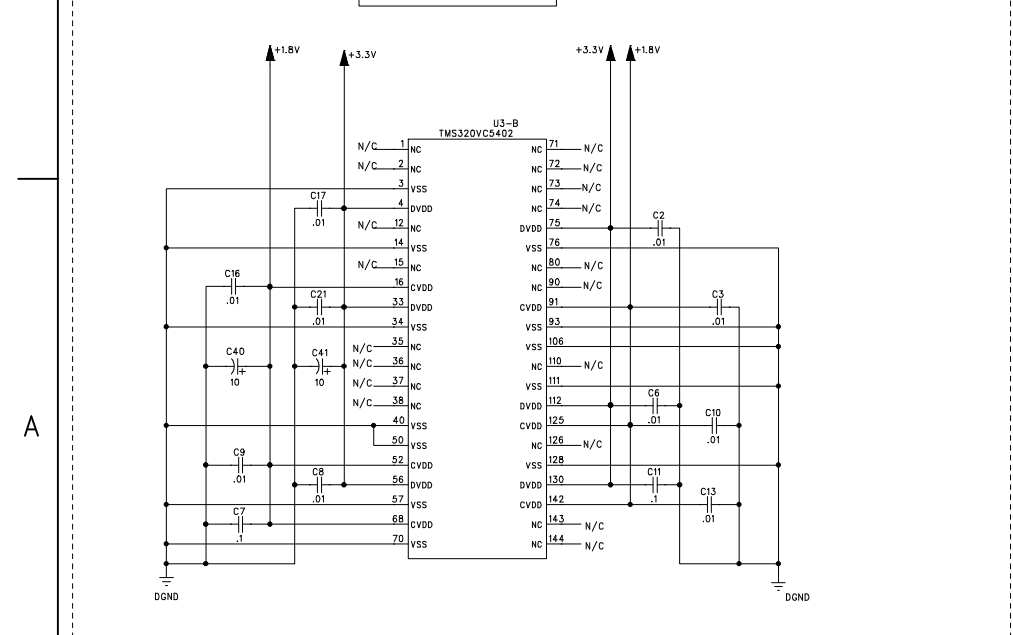 +1.8V +3.3V +3.3V +1.8V
U3-B
TMS320VC5402
N/C 1 NC NC 71 N/C
N/C 2 NC NC 72 N/C
3 VSS NC 73 N/C
C17 .01 4 DVDD NC 74 N/C
N/C 12 NC DVDD 75 C2 .01
14 VSS VSS 76
N/C 15 NC NC 80 N/C
C16 .01 16 CVDD NC 90 N/C
C21 .01 33 DVDD CVDD 91 C3 .01
34 VSS VSS 93
N/C 35 NC VSS 106
C40 + 10 C41 + 10 N/C 36 NC NC 110 N/C
N/C 37 NC VSS 111
N/C 38 NC DVDD 112 C6 .01
A
40 VSS CVDD 125 C10 .01
50 VSS NC 126 N/C
C9 .01 52 CVDD VSS 128
C8 .01 56 DVDD DVDD 130 C11 .1
57 VSS CVDD 142 C13 .01
C7 .1 68 CVDD NC 143 N/C
70 VSS NC 144 N/C
DGND DGND